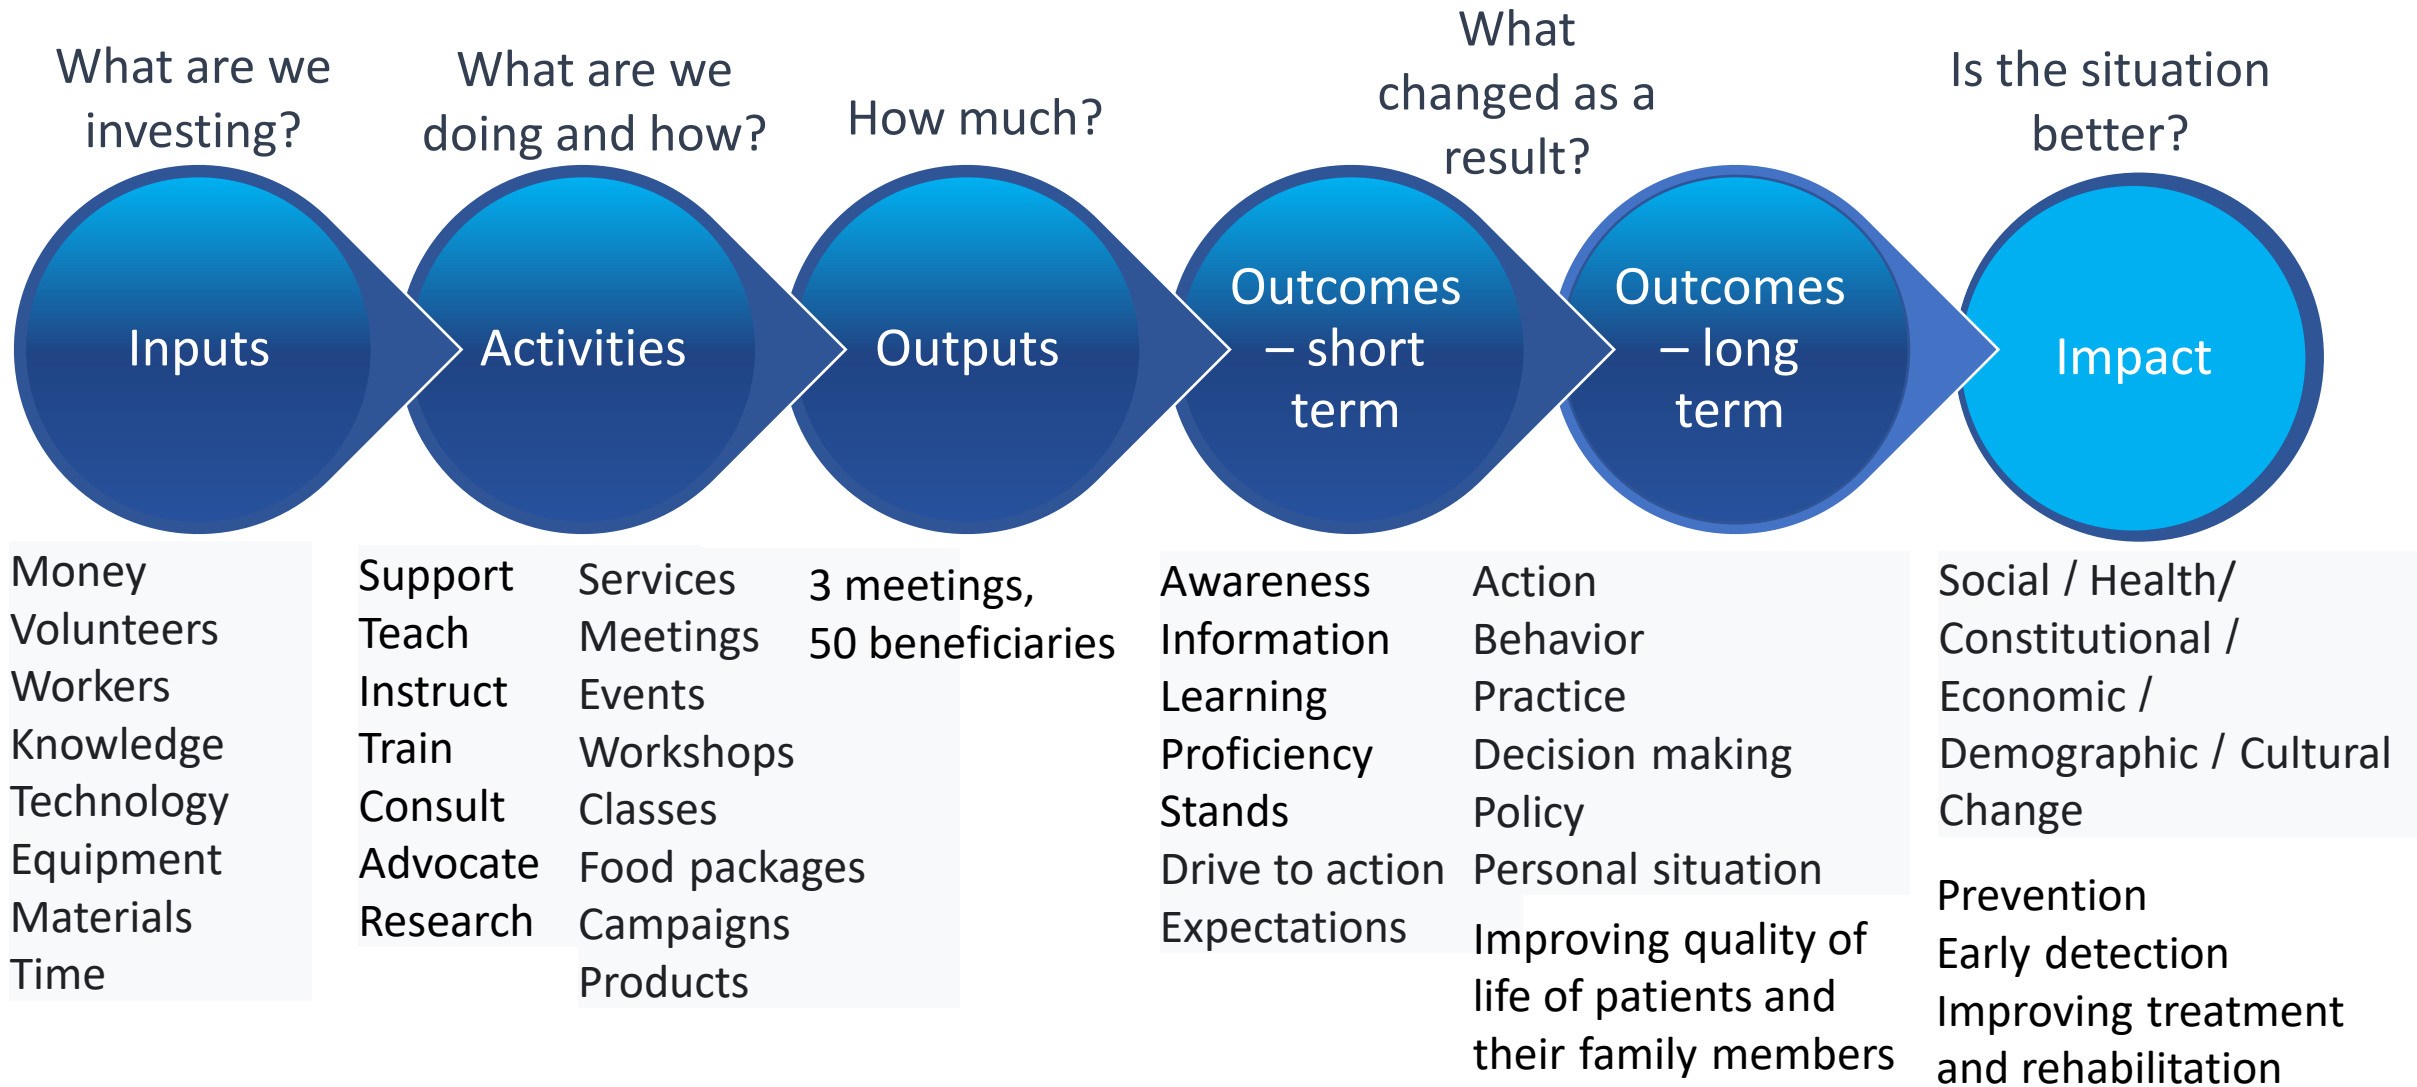 What are we
investing?
What are we
doing and how?
How much?
What
changed as a
result?
Is the situation
better?
Inputs
Activities
Outputs
Outcomes
– short
term
Outcomes
– long
term
Impact
Money
Volunteers
Workers
Knowledge
Technology
Equipment
Materials
Time
Support
Teach
Instruct
Train
Consult
Advocate
Research
Services
Meetings
Events
Workshops
Classes
Food packages
Campaigns
Products
3 meetings,
50 beneficiaries
Awareness
Information
Learning
Proficiency
Stands
Drive to action
Expectations
Action
Behavior
Practice
Decision making
Policy
Personal situation
Improving quality of
life of patients and
their family members
Social / Health/
Constitutional /
Economic /
Demographic / Cultural
Change
Prevention
Early detection
Improving treatment
and rehabilitation